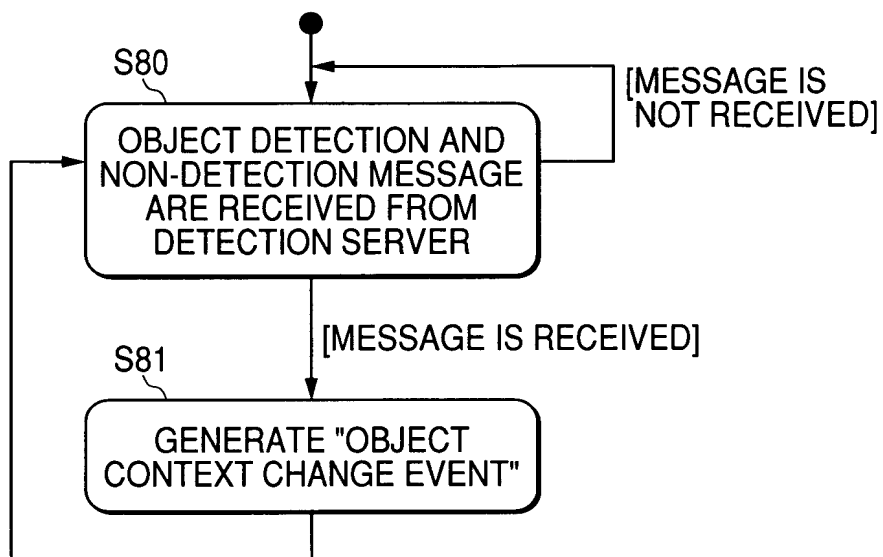 S80
[MESSAGE IS
NOT RECEIVED]
OBJECT DETECTION AND
NON-DETECTION MESSAGE
ARE RECEIVED FROM
DETECTION SERVER
[MESSAGE IS RECEIVED]
S81
GENERATE "OBJECT
CONTEXT CHANGE EVENT"